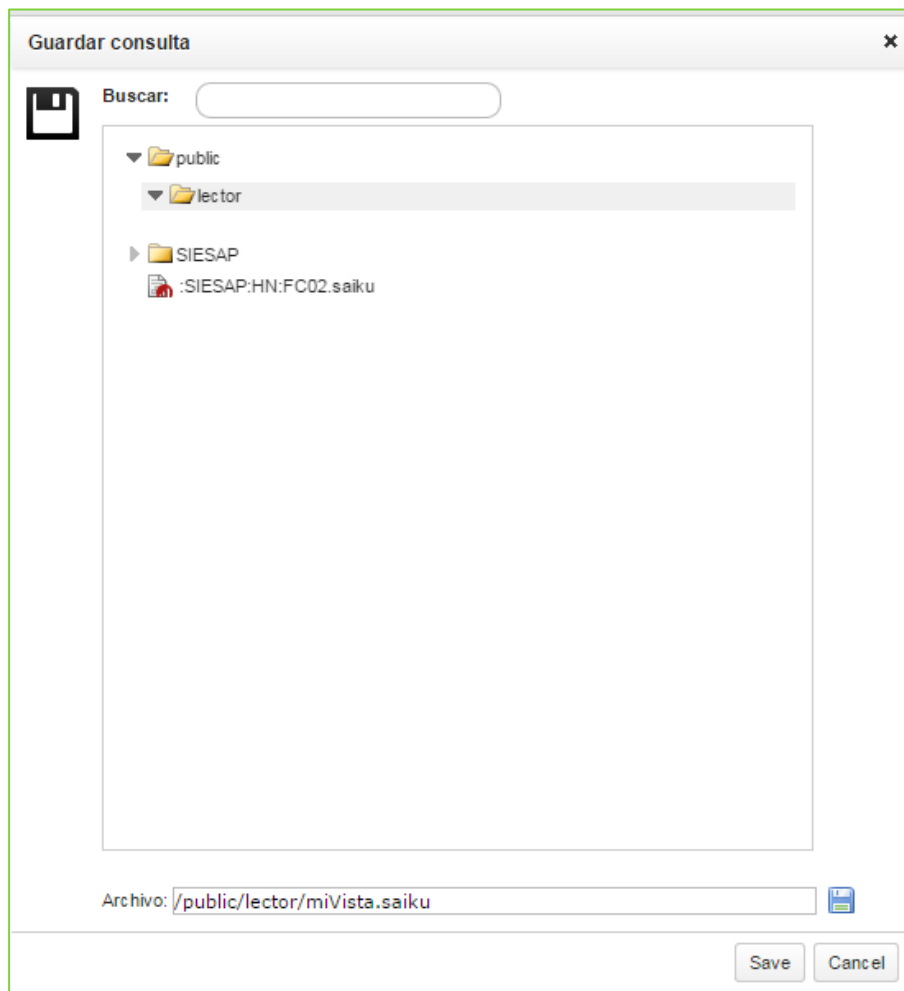 Guardar consulta
Buscar:
public
lector
SIESAP
:SIESAP:HN:FC02.saiku
Archivo: /public/lector/miVista.saiku
Save Cancel